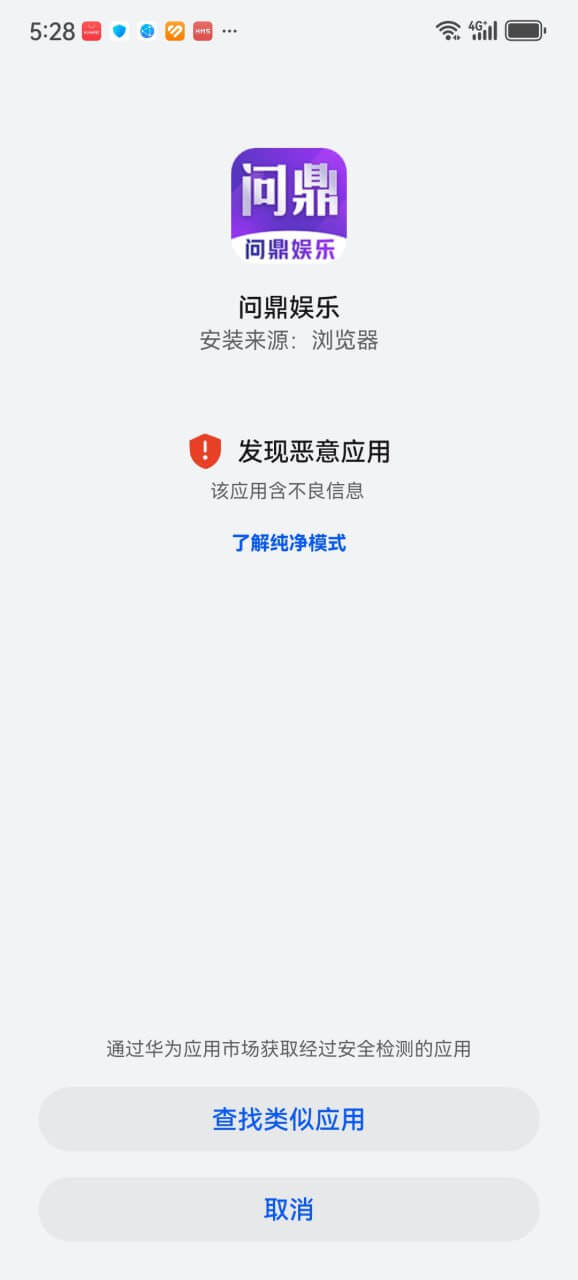 5:28
HMS
4G+
问鼎
问鼎娱乐
问鼎娱乐
安装来源：浏览器
发现恶意应用
该应用含不良信息
了解纯净模式
通过华为应用市场获取经过安全检测的应用
查找类似应用
取消